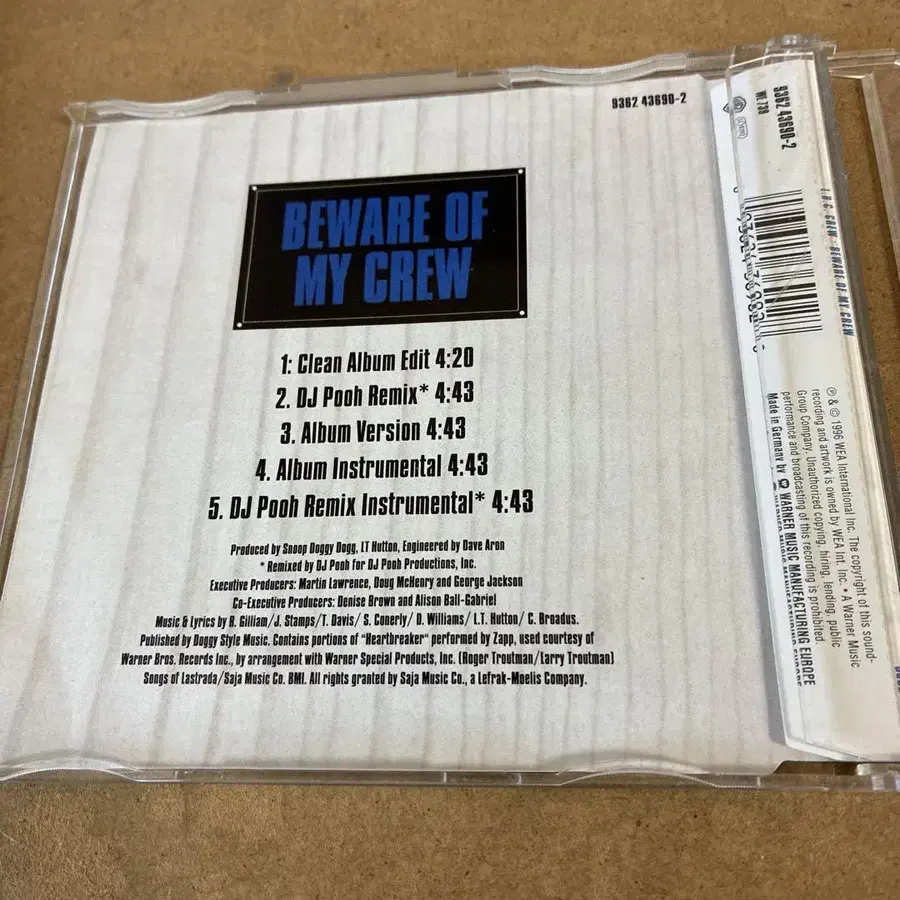 9362 43690-2
BEWARE OF
MY CREW
1: Clean Album Edit 4:20
2. DJ Pooh Remix* 4:43
3. Album Version 4:43
4. Album Instrumental 4:43
5. DJ Pooh Remix Instrumental* 4:43
Produced by Snoop Doggy Dogg, LT Hutton, Engineered by Dave Aron
* Remixed by DJ Pooh for DJ Pooh Productions, Inc.
Executive Producers: Martin Lawrence, Doug McHenry and George Jackson
Co-Executive Producers: Denise Brown and Alison Ball-Gabriel
Music & Lyrics by R. Gilliam/J. Stamps/T. Davis/ S. Conerly/ D. Williams/ L.T. Hutton/ C. Broadus.
Published by Doggy Style Music. Contains portions of "Heartbreaker" performed by Zapp, used courtesy of
Warner Bros. Records Inc., by arrangement with Warner Special Products, Inc. (Roger Troutman/Larry Troutman)
Songs of Lastrada/Saja Music Co. BMI. All rights granted by Saja Music Co., a Lefrak-Moelis Company.
9362 43690-2
WE 739
L.B.C. CREW · BEWARE OF MY CREW
℗ & © 1996 WEA International Inc. The copyright of this sound-
recording and artwork is owned by WEA Int. Inc. • A Warner Music
Group Company. Unauthorized copying, hiring, lending, public
performance and broadcasting of this recording is prohibited.
Made in Germany by WARNER MUSIC MANUFACTURING EUROPE